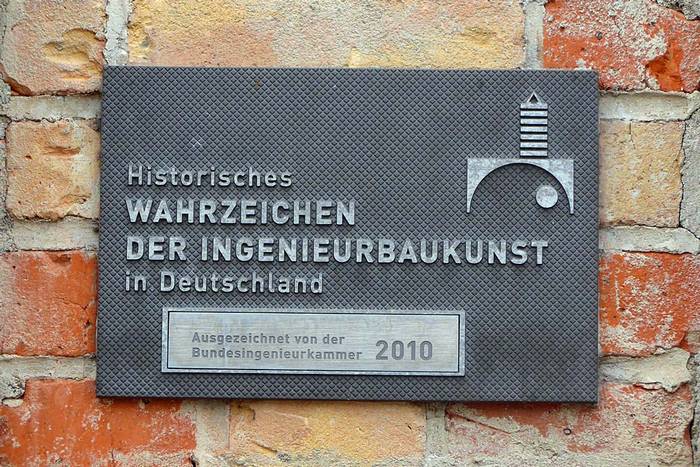 Historisches
WAHRZEICHEN
DER INGENIEURBAUKUNST
in Deutschland
Ausgezeichnet von der
Bundesingenieurkammer 2010